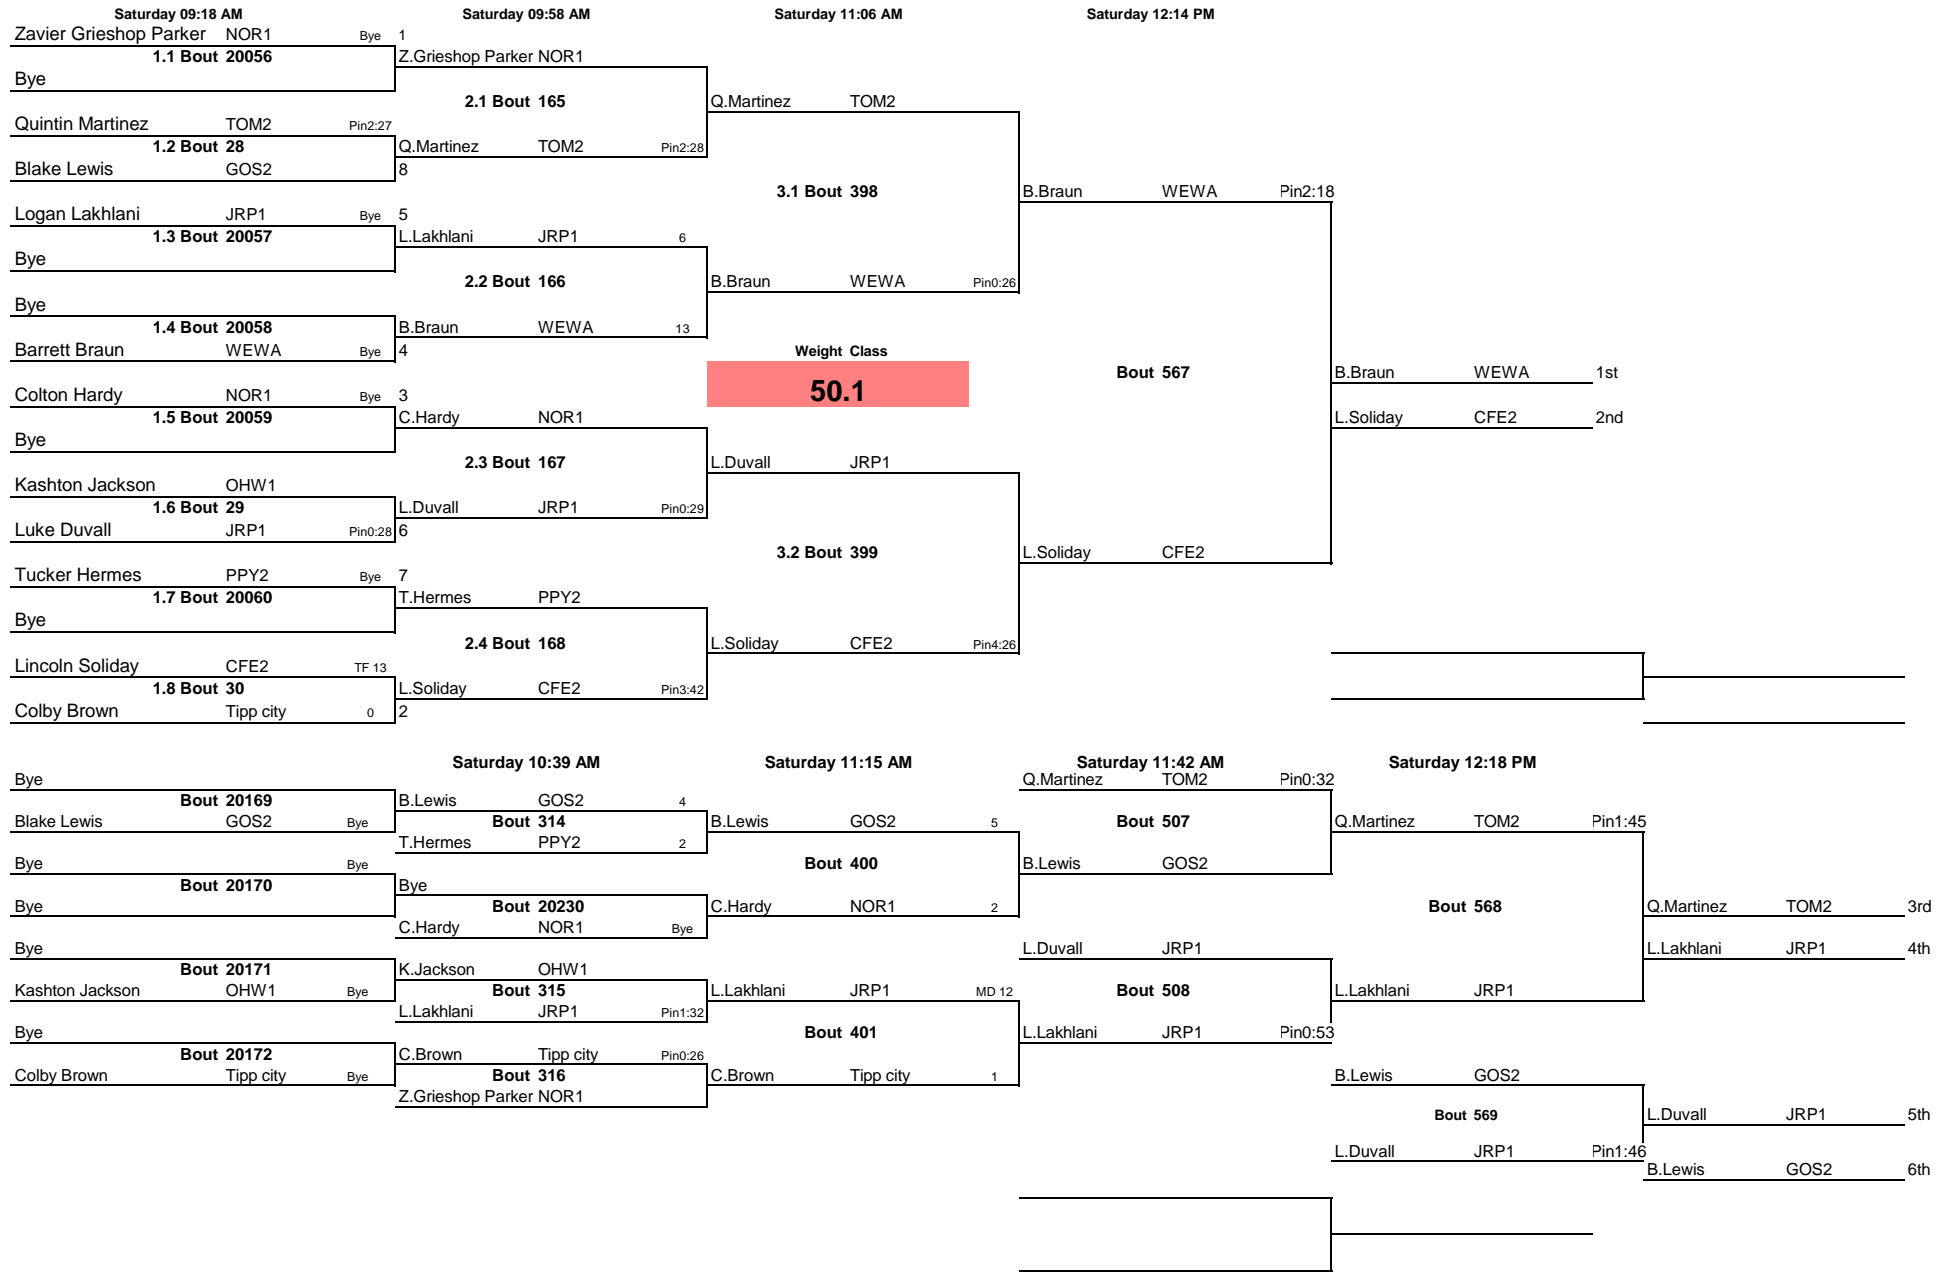 Saturday 09:18 AM Saturday 09:58 AM Saturday 11:06 AM Saturday 12:14 PM
Zavier Grieshop Parker NOR1 Bye 1
1.1 Bout 20056 Z.Grieshop Parker NOR1
Bye
2.1 Bout 165 Q.Martinez TOM2
Quintin Martinez TOM2 Pin2:27
1.2 Bout 28 Q.Martinez TOM2 Pin2:28
Blake Lewis GOS2 8
3.1 Bout 398 B.Braun WEWA Pin2:18
Logan Lakhlani JRP1 Bye 5
1.3 Bout 20057 L.Lakhlani JRP1 6
Bye
2.2 Bout 166 B.Braun WEWA Pin0:26
Bye
1.4 Bout 20058 B.Braun WEWA 13
Barrett Braun WEWA Bye 4 Weight Class
Bout 567 B.Braun WEWA 1st
Colton Hardy NOR1 Bye 3 50.1
1.5 Bout 20059 C.Hardy NOR1 L.Soliday CFE2 2nd
Bye
2.3 Bout 167 L.Duvall JRP1
Kashton Jackson OHW1
1.6 Bout 29 L.Duvall JRP1 Pin0:29
Luke Duvall JRP1 Pin0:28 6
3.2 Bout 399 L.Soliday CFE2
Tucker Hermes PPY2 Bye 7
1.7 Bout 20060 T.Hermes PPY2
Bye
2.4 Bout 168 L.Soliday CFE2 Pin4:26
Lincoln Soliday CFE2 TF 13
1.8 Bout 30 L.Soliday CFE2 Pin3:42
Colby Brown Tipp city 0 2
Saturday 10:39 AM Saturday 11:15 AM Saturday 11:42 AM Saturday 12:18 PM
Bye Q.Martinez TOM2 Pin0:32
Bout 20169 B.Lewis GOS2 4
Blake Lewis GOS2 Bye Bout 314 B.Lewis GOS2 5 Bout 507 Q.Martinez TOM2 Pin1:45
T.Hermes PPY2 2
Bye Bye Bout 400 B.Lewis GOS2
Bout 20170 Bye
Bye Bout 20230 C.Hardy NOR1 2 Bout 568 Q.Martinez TOM2 3rd
C.Hardy NOR1 Bye
Bye L.Duvall JRP1 L.Lakhlani JRP1 4th
Bout 20171 K.Jackson OHW1
Kashton Jackson OHW1 Bye Bout 315 L.Lakhlani JRP1 MD 12 Bout 508 L.Lakhlani JRP1
L.Lakhlani JRP1 Pin1:32
Bye Bout 401 L.Lakhlani JRP1 Pin0:53
Bout 20172 C.Brown Tipp city Pin0:26
Colby Brown Tipp city Bye Bout 316 C.Brown Tipp city 1 B.Lewis GOS2
Z.Grieshop Parker NOR1
Bout 569 L.Duvall JRP1 5th
L.Duvall JRP1 Pin1:46
B.Lewis GOS2 6th